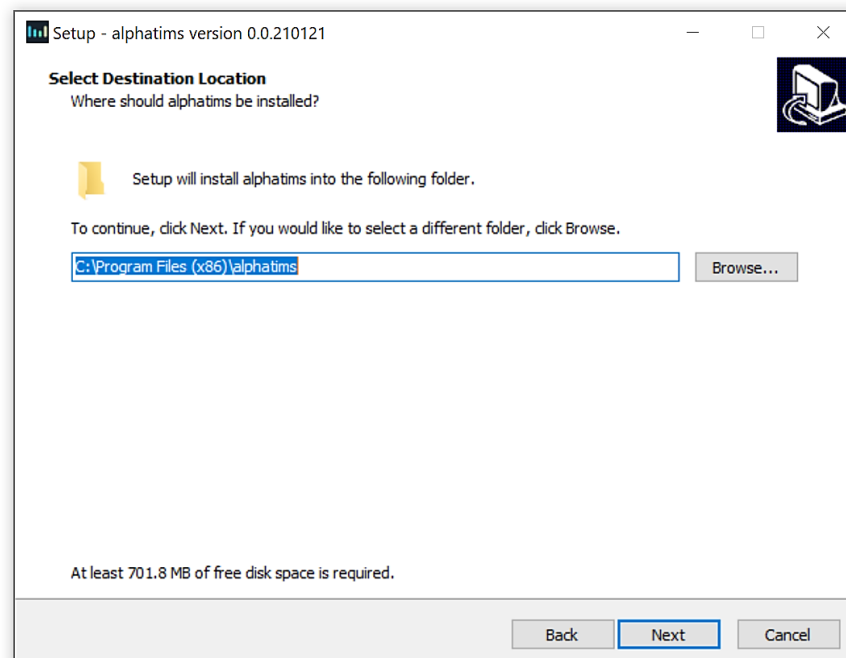 Setup - alphatims version 0.0.210121
Select Destination Location
Where should alphatims be installed?
Setup will install alphatims into the following folder.
To continue, click Next. If you would like to select a different folder, click Browse.
C:\Program Files (x86)\alphatims
Browse...
At least 701.8 MB of free disk space is required.
Back
Next
Cancel